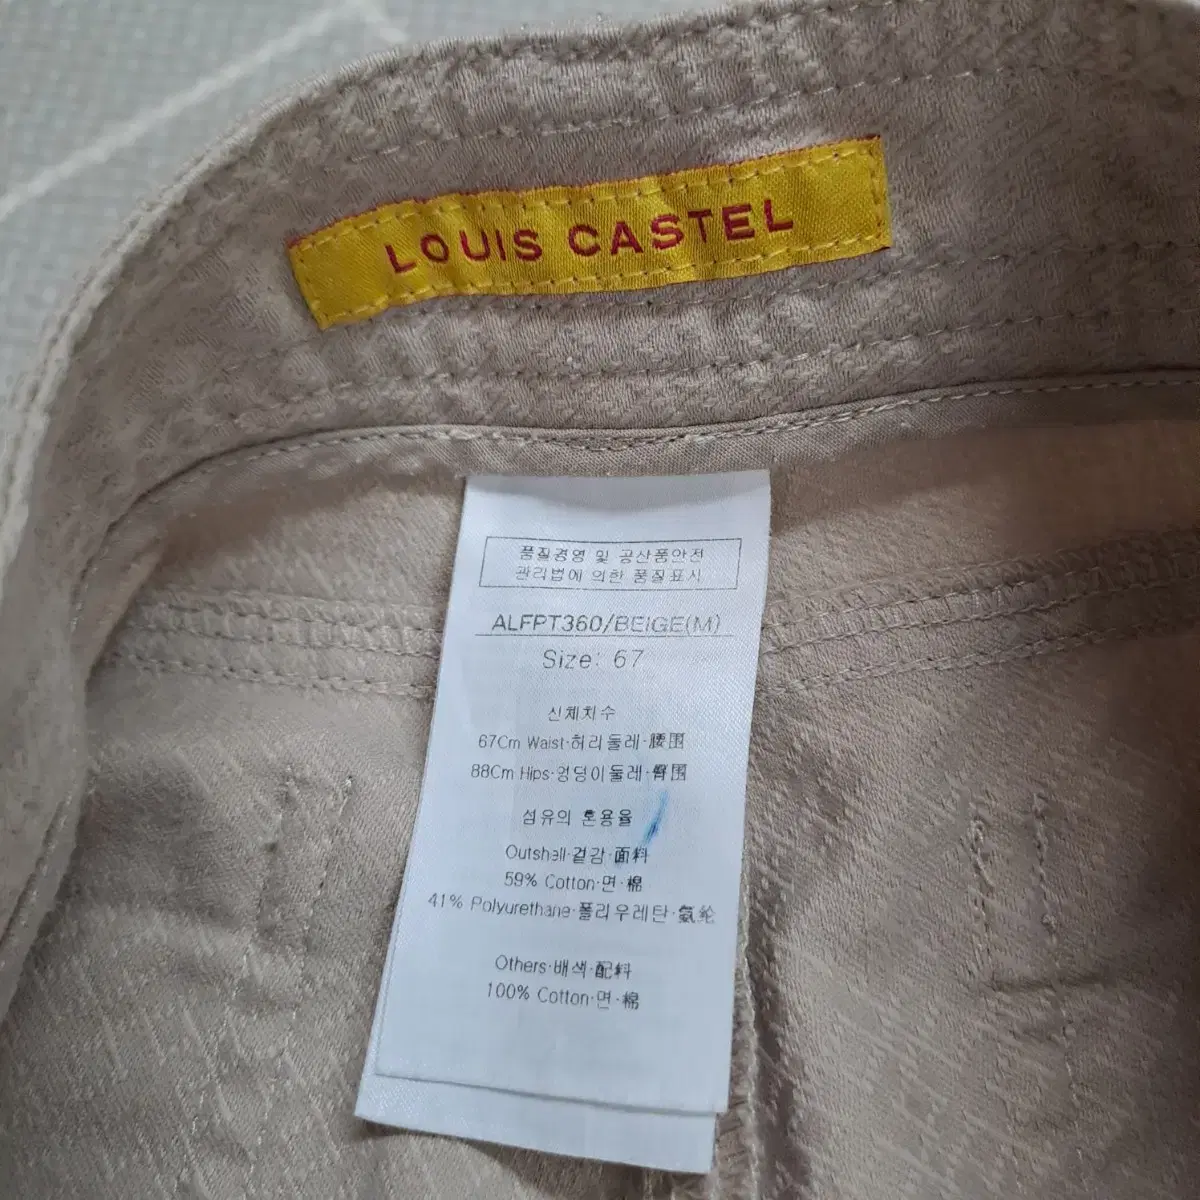 LOUIS CASTEL
품질경영 및 공산품안전
관리법에 의한 품질표시
ALFPT360/BEIGE(M)
Size: 67
신체치수
67Cm Waist·허리둘레·腰围
88Cm Hips·엉덩이둘레·臀围
섬유의 혼용율
Outshell·겉감·面料
59% Cotton·면·棉
41% Polyurethane·폴리우레탄·氨纶
Others·배색·配料
100% Cotton·면·棉